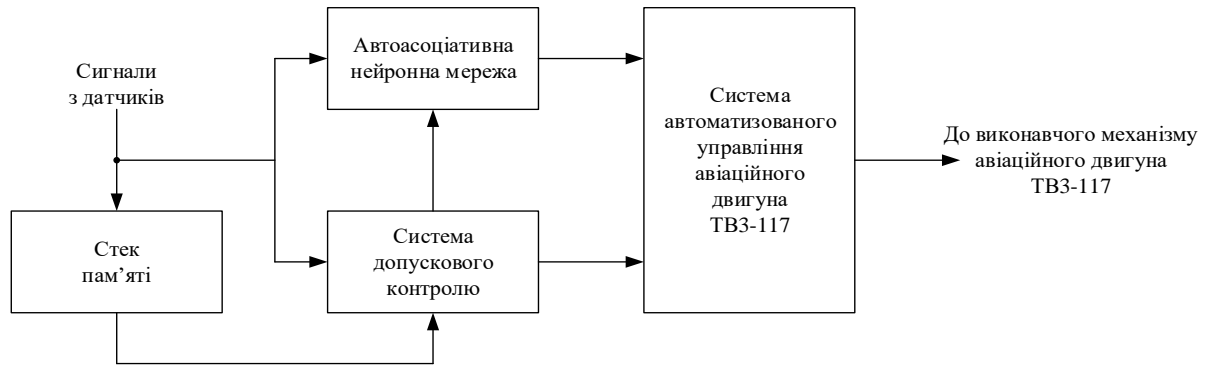 Сигнали
з датчиків
Автоасоціативна
нейронна мережа
Стек
пам’яті
Система
допускового
контролю
Система
автоматизованого
управління
авіаційного
двигуна
ТВ3-117
До виконавчого механізму
авіаційного двигуна
ТВ3-117